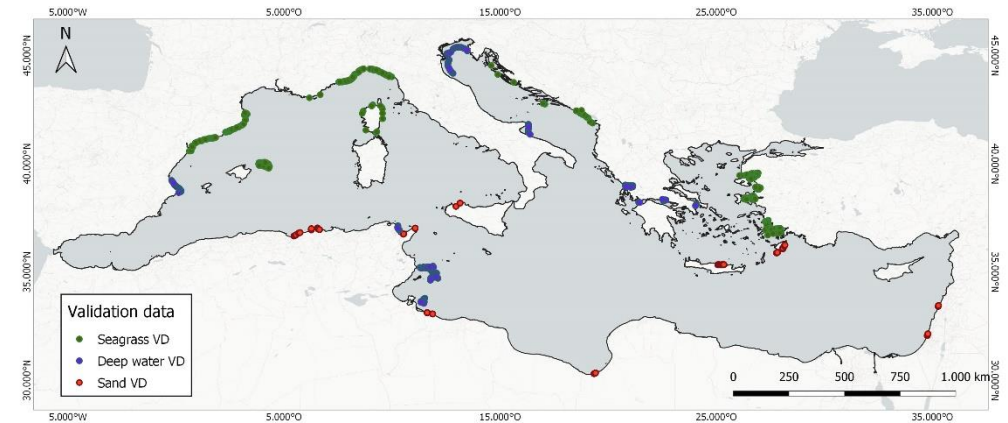 5.000°W 5.000°O 15.000°O 25.000°O 35.000°O
N
45.000°N 45.000°N
40.000°N 40.000°N
35.000°N 35.000°N
30.000°N 30.000°N
Validation data
Seagrass VD
Deep water VD
Sand VD
0 250 500 750 1.000 km
5.000°W 5.000°O 15.000°O 25.000°O 35.000°O